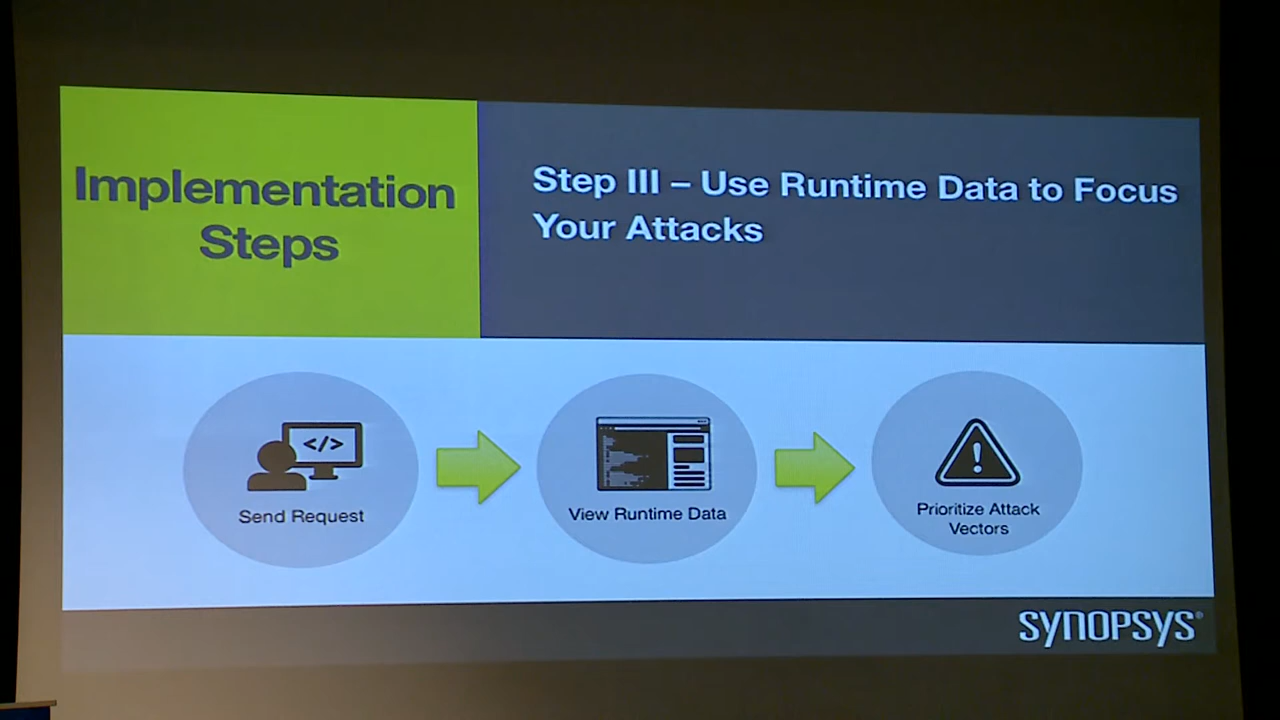 Implementation
Steps
Step III – Use Runtime Data to Focus
Your Attacks
</>
Send Request
View Runtime Data
!
Prioritize Attack
Vectors
SYNOPSYS®